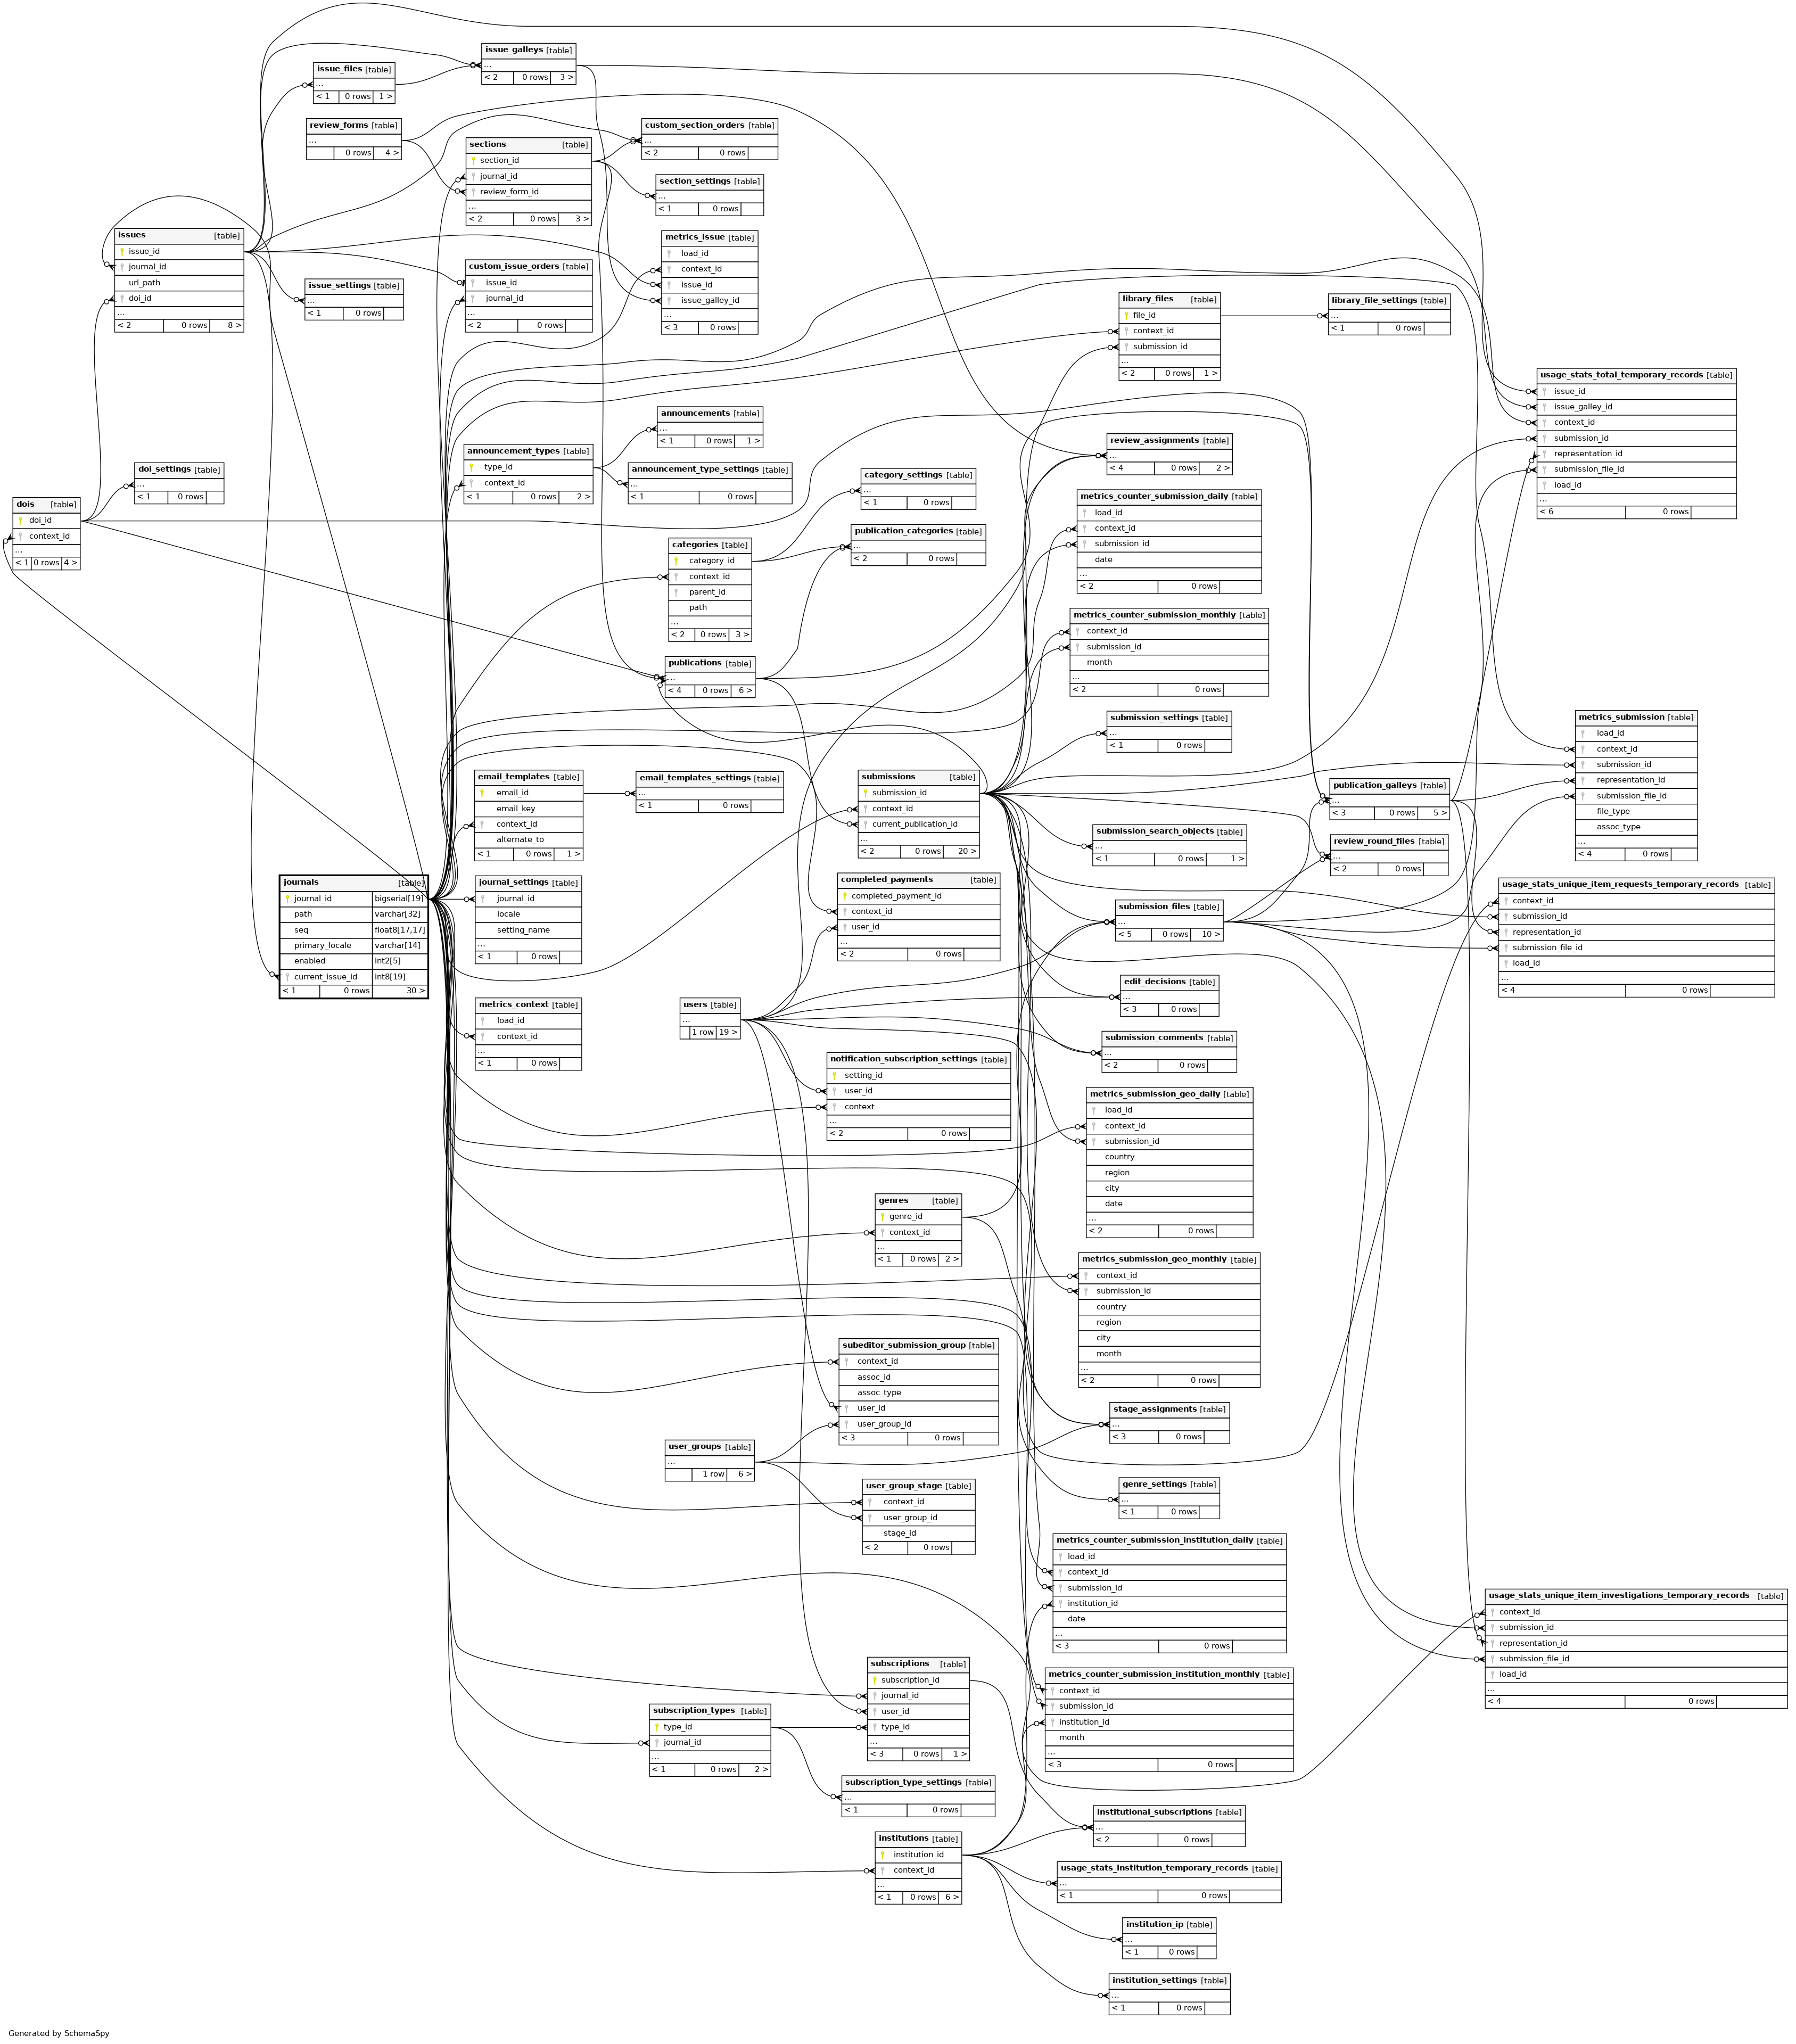 issue_galleys [table]
...
< 2 0 rows 3 >
issue_files [table]
...
< 1 0 rows 1 >
review_forms [table]
...
0 rows 4 >
custom_section_orders [table]
...
< 2 0 rows
sections [table]
section_id
journal_id
review_form_id
...
< 2 0 rows 3 >
section_settings [table]
...
< 1 0 rows
issues [table]
issue_id
journal_id
url_path
doi_id
...
< 2 0 rows 8 >
metrics_issue [table]
load_id
context_id
issue_id
issue_galley_id
...
< 3 0 rows
custom_issue_orders [table]
issue_id
journal_id
...
< 2 0 rows
issue_settings [table]
...
< 1 0 rows
library_files [table]
file_id
context_id
submission_id
...
< 2 0 rows 1 >
library_file_settings [table]
...
< 1 0 rows
usage_stats_total_temporary_records [table]
issue_id
issue_galley_id
context_id
submission_id
representation_id
submission_file_id
load_id
...
< 6 0 rows
announcements [table]
...
< 1 0 rows 1 >
announcement_types [table]
type_id
context_id
< 1 0 rows 2 >
announcement_type_settings [table]
...
< 1 0 rows
review_assignments [table]
...
< 4 0 rows 2 >
doi_settings [table]
...
< 1 0 rows
category_settings [table]
...
< 1 0 rows
dois [table]
doi_id
context_id
...
< 1 0 rows 4 >
metrics_counter_submission_daily [table]
load_id
context_id
submission_id
date
...
< 2 0 rows
publication_categories [table]
...
< 2 0 rows
categories [table]
category_id
context_id
parent_id
path
...
< 2 0 rows 3 >
metrics_counter_submission_monthly [table]
context_id
submission_id
month
...
< 2 0 rows
publications [table]
...
< 4 0 rows 6 >
submission_settings [table]
...
< 1 0 rows
metrics_submission [table]
load_id
context_id
submission_id
representation_id
submission_file_id
file_type
assoc_type
...
< 4 0 rows
email_templates [table]
email_id
email_key
context_id
alternate_to
< 1 0 rows 1 >
email_templates_settings [table]
...
< 1 0 rows
submissions [table]
submission_id
context_id
current_publication_id
...
< 2 0 rows 20 >
publication_galleys [table]
...
< 3 0 rows 5 >
submission_search_objects [table]
...
< 1 0 rows 1 >
review_round_files [table]
...
< 2 0 rows
journals [table]
journal_id bigserial[19]
path varchar[32]
seq float8[17,17]
primary_locale varchar[14]
enabled int2[5]
current_issue_id int8[19]
< 1 0 rows 30 >
journal_settings [table]
journal_id
locale
setting_name
...
< 1 0 rows
completed_payments [table]
completed_payment_id
context_id
user_id
...
< 2 0 rows
submission_files [table]
...
< 5 0 rows 10 >
usage_stats_unique_item_requests_temporary_records [table]
context_id
submission_id
representation_id
submission_file_id
load_id
...
< 4 0 rows
edit_decisions [table]
...
< 3 0 rows
metrics_context [table]
load_id
context_id
...
< 1 0 rows
users [table]
...
1 row 19 >
submission_comments [table]
...
< 2 0 rows
notification_subscription_settings [table]
setting_id
user_id
context
...
< 2 0 rows
metrics_submission_geo_daily [table]
load_id
context_id
submission_id
country
region
city
date
...
< 2 0 rows
genres [table]
genre_id
context_id
...
< 1 0 rows 2 >
metrics_submission_geo_monthly [table]
context_id
submission_id
country
region
city
month
...
< 2 0 rows
subeditor_submission_group [table]
context_id
assoc_id
assoc_type
user_id
user_group_id
< 3 0 rows
stage_assignments [table]
...
< 3 0 rows
user_groups [table]
...
1 row 6 >
user_group_stage [table]
context_id
user_group_id
stage_id
< 2 0 rows
genre_settings [table]
...
< 1 0 rows
metrics_counter_submission_institution_daily [table]
load_id
context_id
submission_id
institution_id
date
...
< 3 0 rows
usage_stats_unique_item_investigations_temporary_records [table]
context_id
submission_id
representation_id
submission_file_id
load_id
...
< 4 0 rows
subscriptions [table]
subscription_id
journal_id
user_id
type_id
...
< 3 0 rows 1 >
metrics_counter_submission_institution_monthly [table]
context_id
submission_id
institution_id
month
...
< 3 0 rows
subscription_types [table]
type_id
journal_id
...
< 1 0 rows 2 >
subscription_type_settings [table]
...
< 1 0 rows
institutional_subscriptions [table]
...
< 2 0 rows
institutions [table]
institution_id
context_id
...
< 1 0 rows 6 >
usage_stats_institution_temporary_records [table]
...
< 1 0 rows
institution_ip [table]
...
< 1 0 rows
institution_settings [table]
...
< 1 0 rows
Generated by SchemaSpy